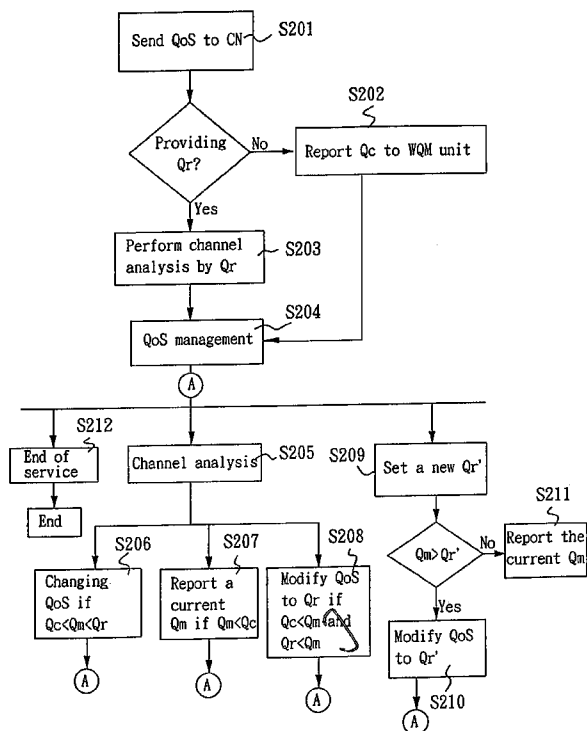 Send QoS to CN
S201
Providing
Qr?
No
S202
Report Qc to WQM unit
Yes
Perform channel
analysis by Qr
S203
QoS management
S204
A
S212
End of
service
End
Channel analysis
S205
S209
Set a new Qr'
S211
Report the
current Qm
Qm>Qr'
No
Yes
S206
Changing
QoS if
Qc<Qm<Qr
A
S207
Report a
current
Qm if Qm<Qc
A
S208
Modify QoS
to Qr if
Qc<Qm and
Qr<Qm
A
Modify QoS
to Qr'
S210
A